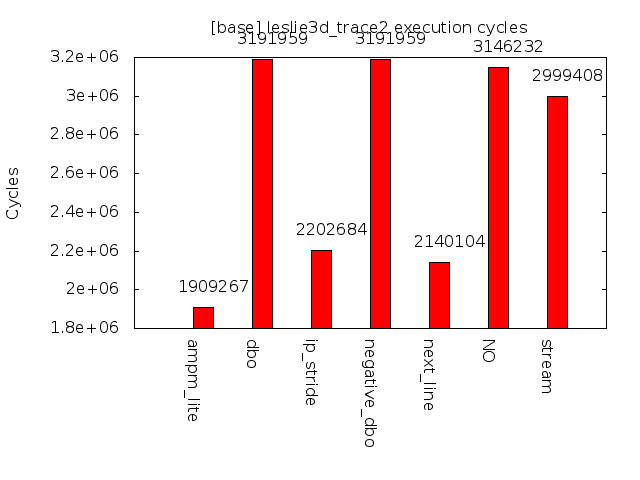 [base] leslie3d_trace2 execution cycles
3191959
3191959
3146232
2999408
2202684
2140104
1909267
Cycles
3.2e+06
3e+06
2.8e+06
2.6e+06
2.4e+06
2.2e+06
2e+06
1.8e+06
ampm_lite
dbo
ip_stride
negative_dbo
next_line
NO
stream